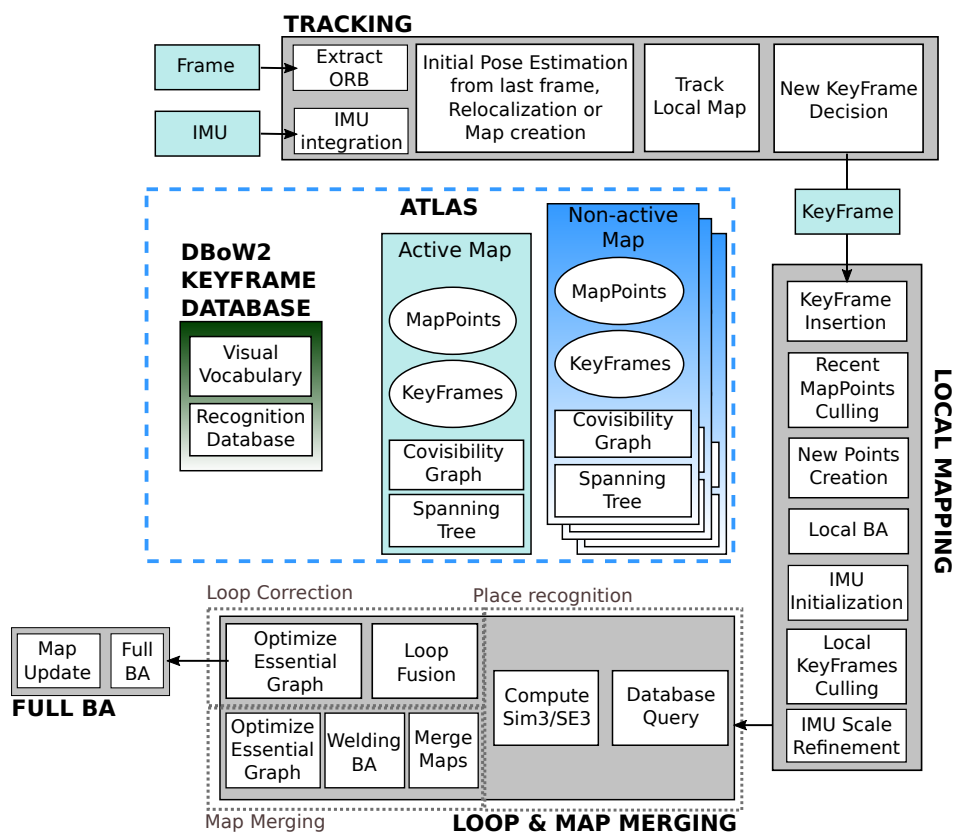 TRACKING
Frame
IMU
Extract
ORB
IMU
integration
Initial Pose Estimation
from last frame,
Relocalization or
Map creation
Track
Local Map
New KeyFrame
Decision
KeyFrame
ATLAS
DBoW2
KEYFRAME
DATABASE
Visual
Vocabulary
Recognition
Database
Active Map
MapPoints
KeyFrames
Covisibility
Graph
Spanning
Tree
Non-active
Map
MapPoints
KeyFrames
Covisibility
Graph
Spanning
Tree
LOCAL MAPPING
KeyFrame
Insertion
Recent
MapPoints
Culling
New Points
Creation
Local BA
IMU
Initialization
Local
KeyFrames
Culling
IMU Scale
Refinement
Loop Correction
Place recognition
Optimize
Essential
Graph
Loop
Fusion
Compute
Sim3/SE3
Database
Query
Optimize
Essential
Graph
Welding
BA
Merge
Maps
Map Merging
LOOP & MAP MERGING
Map
Update
Full
BA
FULL BA